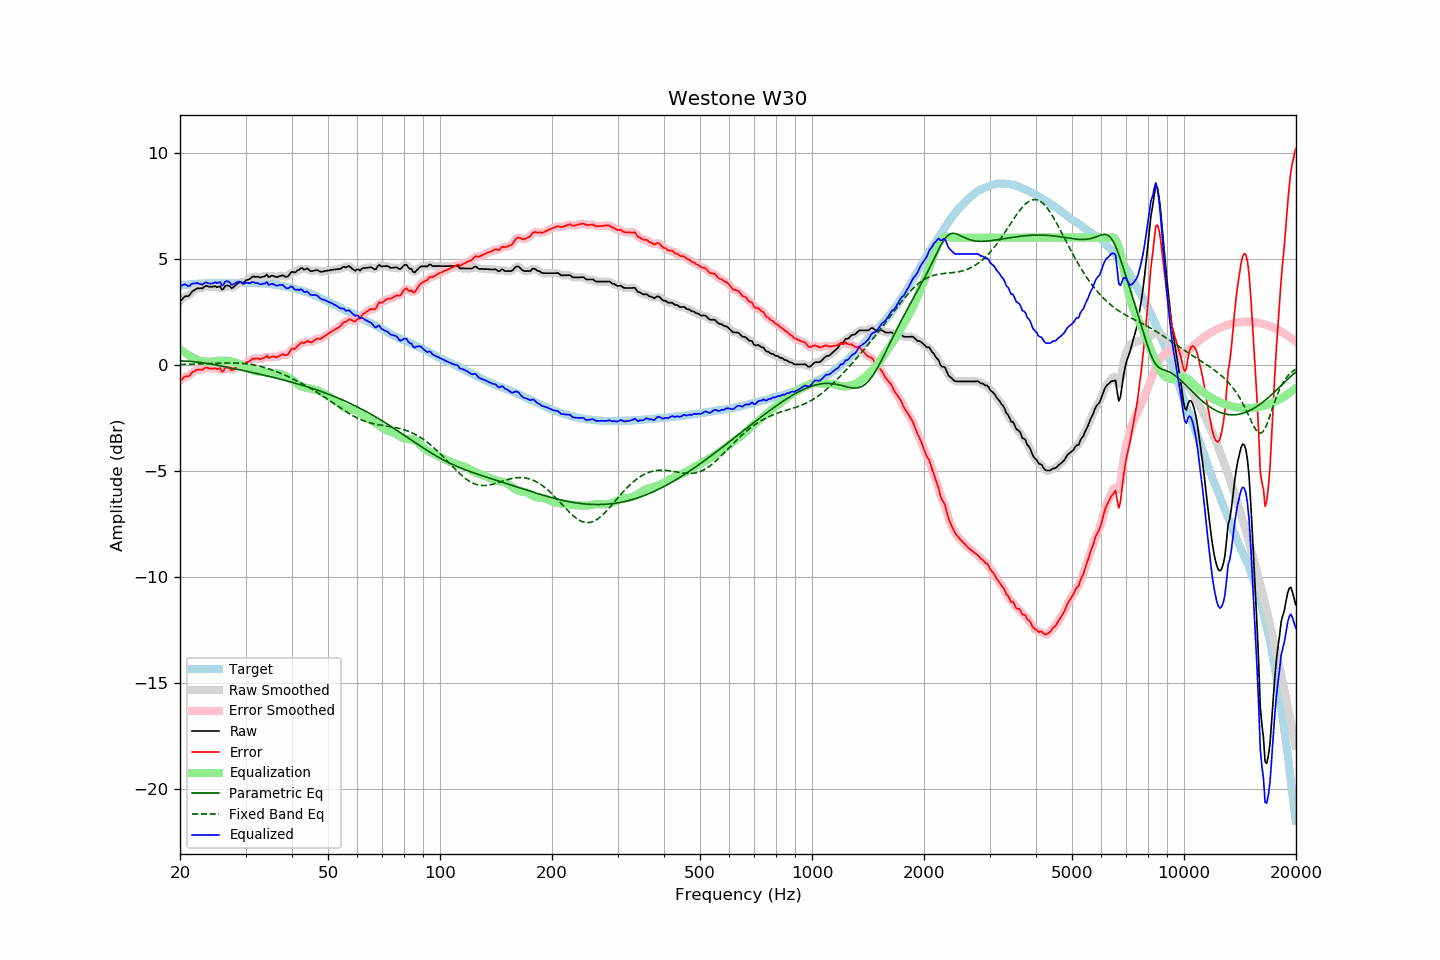 Westone W30
10
5
0
−5
−10
−15
−20
Amplitude (dBr)
Target
Raw Smoothed
Error Smoothed
Raw
Error
Equalization
Parametric Eq
Fixed Band Eq
Equalized
20
50
100
200
500
1000
2000
5000
10000
20000
Frequency (Hz)